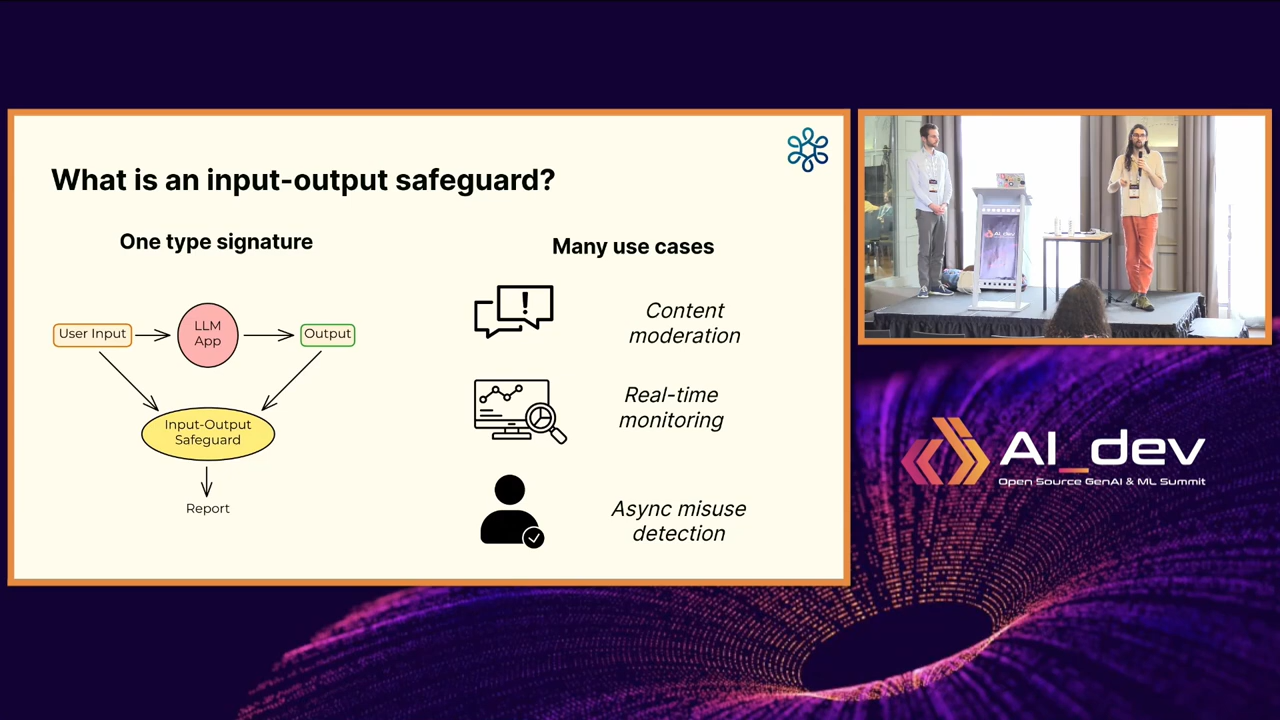 What is an input-output safeguard?
One type signature
User Input
LLM
App
Output
Input-Output
Safeguard
Report
Many use cases
!
Content
moderation
Real-time
monitoring
Async misuse
detection
AI_dev
AI_dev
Open Source GenAI & ML Summit